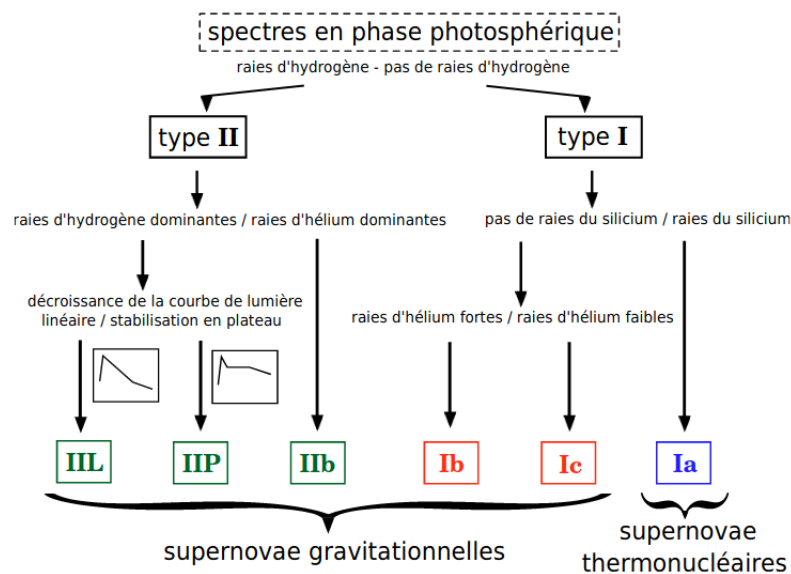 spectres en phase photosphérique
raies d'hydrogène - pas de raies d'hydrogène
type II
type I
raies d'hydrogène dominantes / raies d'hélium dominantes
pas de raies du silicium / raies du silicium
décroissance de la courbe de lumière
linéaire / stabilisation en plateau
raies d'hélium fortes / raies d'hélium faibles
IIL
IIP
IIb
Ib
Ic
Ia
supernovae gravitationnelles
supernovae
thermonucléaires